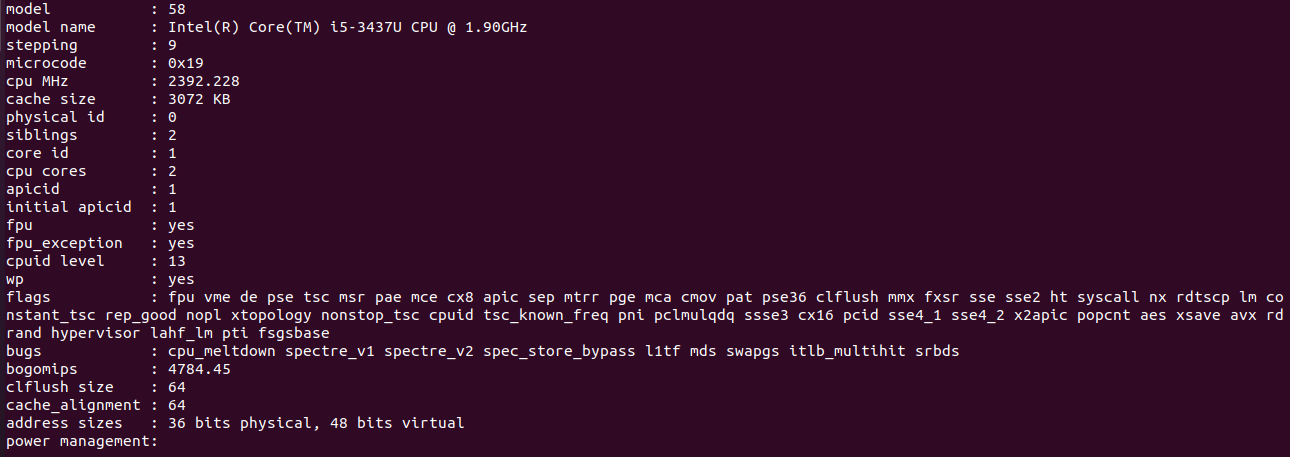 model           : 58
model name      : Intel(R) Core(TM) i5-3437U CPU @ 1.90GHz
stepping        : 9
microcode       : 0x19
cpu MHz         : 2392.228
cache size      : 3072 KB
physical id     : 0
siblings        : 2
core id         : 1
cpu cores       : 2
apicid          : 1
initial apicid  : 1
fpu             : yes
fpu_exception   : yes
cpuid level     : 13
wp              : yes
flags           : fpu vme de pse tsc msr pae mce cx8 apic sep mtrr pge mca cmov pat pse36 clflush mmx fxsr sse sse2 ht syscall nx rdtscp lm co
nstant_tsc rep_good nopl xtopology nonstop_tsc cpuid tsc_known_freq pni pclmulqdq ssse3 cx16 pcid sse4_1 sse4_2 x2apic popcnt aes xsave avx rd
rand hypervisor lahf_lm pti fsgsbase
bugs            : cpu_meltdown spectre_v1 spectre_v2 spec_store_bypass l1tf mds swapgs itlb_multihit srbds
bogomips        : 4784.45
clflush size    : 64
cache_alignment : 64
address sizes   : 36 bits physical, 48 bits virtual
power management: